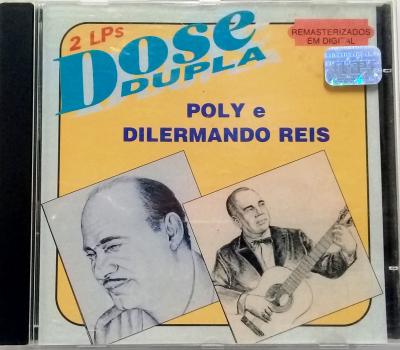 2 LPs
DOSE
DUPLA
REMASTERIZADOS
EM DIGITAL
POLY e
DILERMANDO REIS